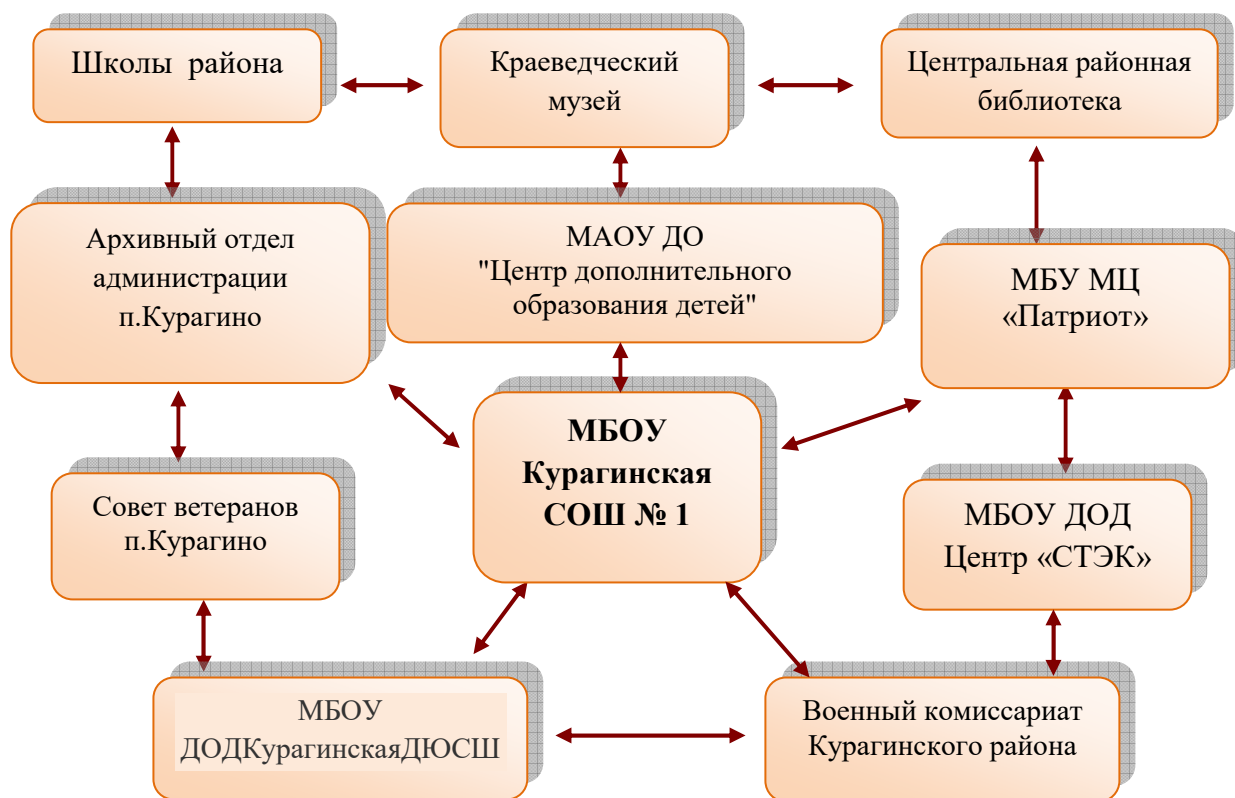 Школы района
Краеведческий
музей
Центральная районная
библиотека
Архивный отдел
администрации
п.Курагино
МАОУ ДО
"Центр дополнительного
образования детей"
МБУ МЦ
«Патриот»
МБОУ
Курагинская
СОШ № 1
Совет ветеранов
п.Курагино
МБОУ ДОД
Центр «СТЭК»
МБОУ
ДОДКурагинскаяДЮСШ
Военный комиссариат
Курагинского района